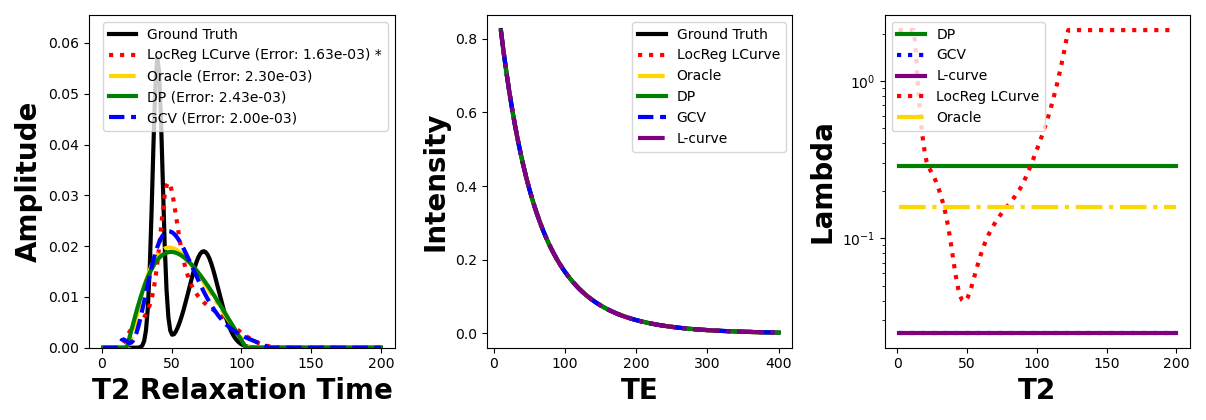 Amplitude
0.06
0.05
0.04
0.03
0.02
0.01
0.00
Ground Truth
LocReg LCurve (Error: 1.63e-03) *
Oracle (Error: 2.30e-03)
DP (Error: 2.43e-03)
GCV (Error: 2.00e-03)
0 50 100 150 200
T2 Relaxation Time
Intensity
0.8
0.6
0.4
0.2
0.0
Ground Truth
LocReg LCurve
Oracle
DP
GCV
L-curve
0 100 200 300 400
TE
Lambda
10⁰
10⁻¹
DP
GCV
L-curve
LocReg LCurve
Oracle
0 50 100 150 200
T2